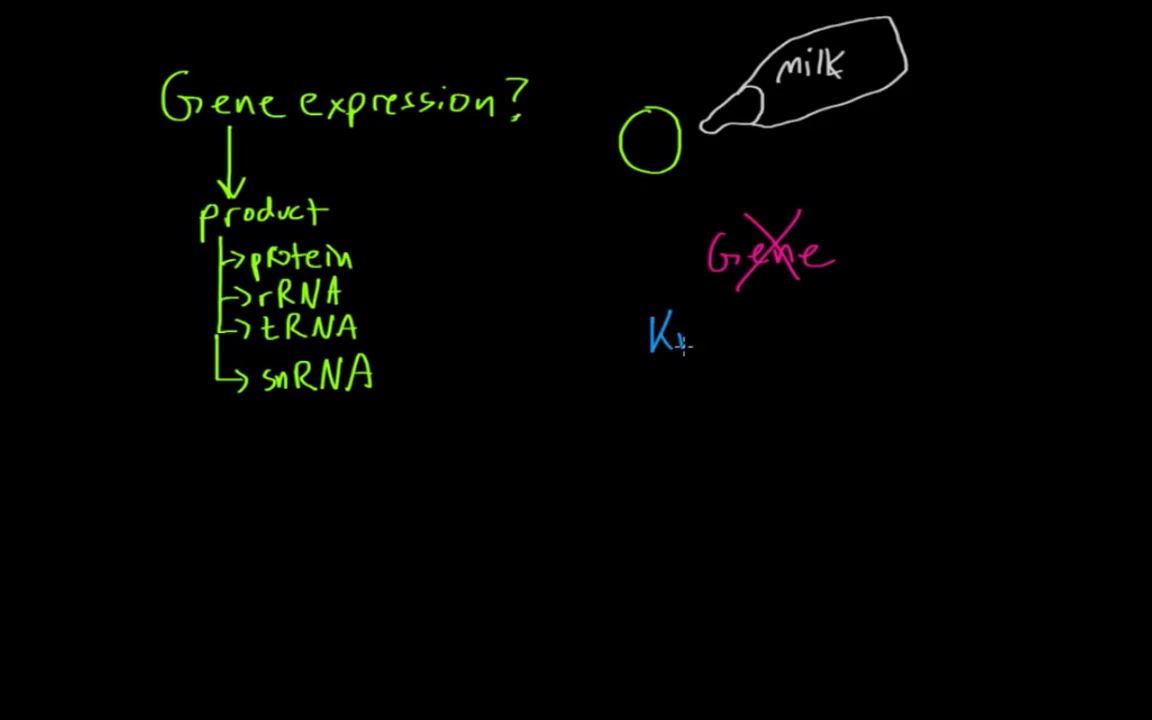 Gene expression?
product
protein
rRNA
tRNA
snRNA
milk
Gene
K